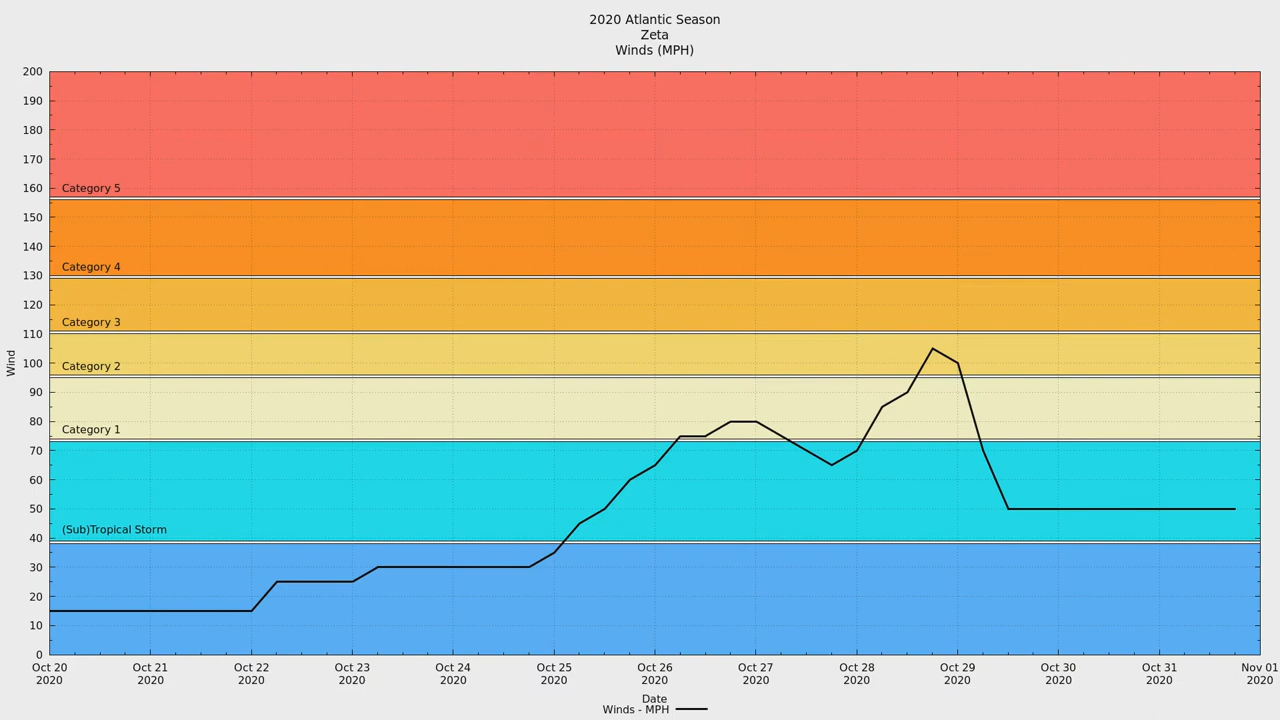 2020 Atlantic Season
Zeta
Winds (MPH)
200
190
180
170
160
Category 5
150
140
Category 4
130
120
Category 3
110
100
Category 2
90
80
Category 1
70
60
50
(Sub)Tropical Storm
40
30
20
10
0
Wind
Oct 20 Oct 21 Oct 22 Oct 23 Oct 24 Oct 25 Oct 26 Oct 27 Oct 28 Oct 29 Oct 30 Oct 31 Nov 01
2020 2020 2020 2020 2020 2020 2020 2020 2020 2020 2020 2020 2020
Date
Winds - MPH